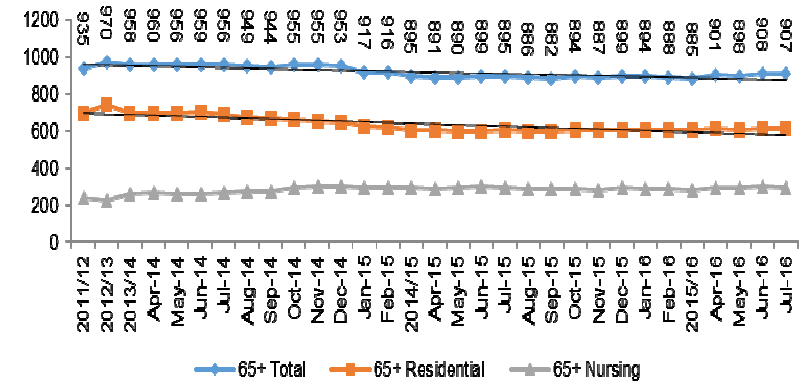 935
970
958
960
956
959
956
949
944
955
955
953
917
916
895
891
890
899
895
886
882
894
887
899
894
888
885
901
898
908
907
1200
1000
800
600
400
200
0
2011/12
2012/13
2013/14
Apr-14
May-14
Jun-14
Jul-14
Aug-14
Sep-14
Oct-14
Nov-14
Dec-14
Jan-15
Feb-15
2014/15
Apr-15
May-15
Jun-15
Jul-15
Aug-15
Sep-15
Oct-15
Nov-15
Dec-15
Jan-16
Feb-16
2015/16
Apr-16
May-16
Jun-16
Jul-16
65+ Total 65+ Residential 65+ Nursing